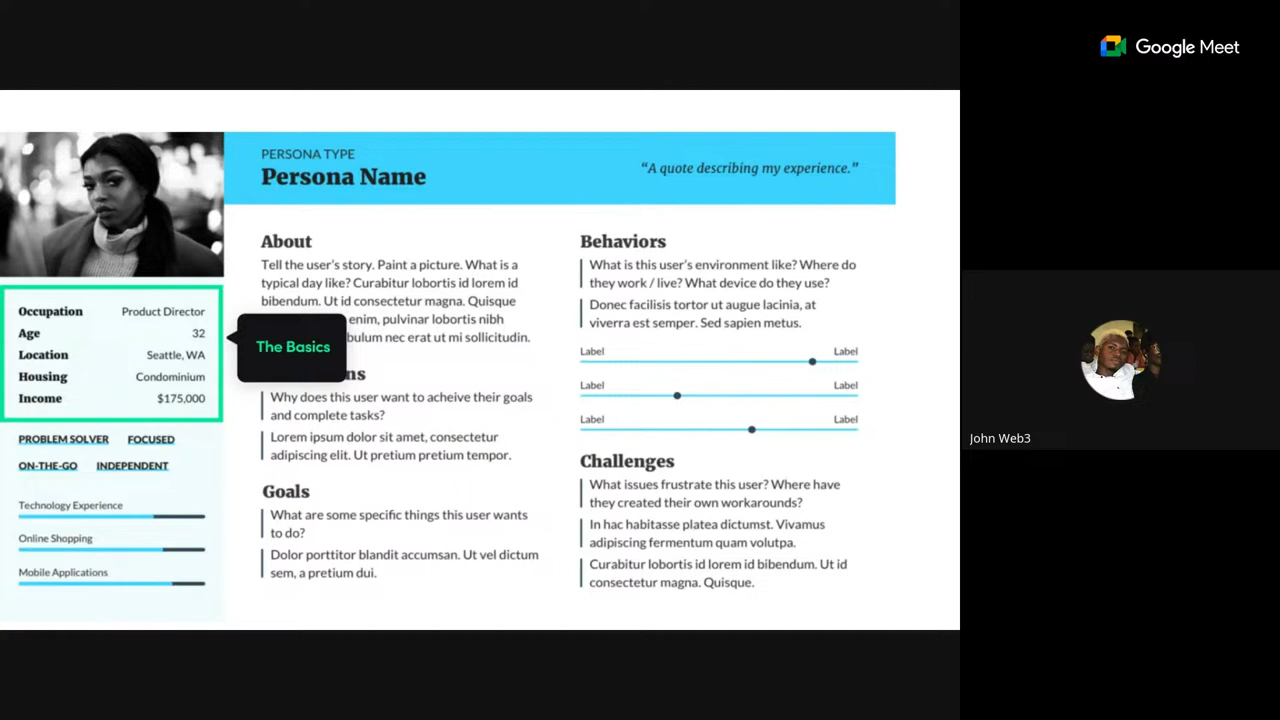 Google Meet
PERSONA TYPE
Persona Name
“A quote describing my experience.”
Occupation Product Director
Age 32
Location Seattle, WA
Housing Condominium
Income $175,000
The Basics
PROBLEM SOLVER FOCUSED
ON-THE-GO INDEPENDENT
Technology Experience
Online Shopping
Mobile Applications
About
Tell the user’s story. Paint a picture. What is a
typical day like? Curabitur lobortis id lorem id
bibendum. Ut id consectetur magna. Quisque
enim, pulvinar lobortis nibh
bulum nec erat ut mi sollicitudin.
ns
Why does this user want to acheive their goals
and complete tasks?
Lorem ipsum dolor sit amet, consectetur
adipiscing elit. Ut pretium pretium tempor.
Goals
What are some specific things this user wants
to do?
Dolor porttitor blandit accumsan. Ut vel dictum
sem, a pretium dui.
Behaviors
What is this user’s environment like? Where do
they work / live? What device do they use?
Donec facilisis tortor ut augue lacinia, at
viverra est semper. Sed sapien metus.
Label Label
Label Label
Label Label
Challenges
What issues frustrate this user? Where have
they created their own workarounds?
In hac habitasse platea dictumst. Vivamus
adipiscing fermentum quam volutpa.
Curabitur lobortis id lorem id bibendum. Ut id
consectetur magna. Quisque.
John Web3